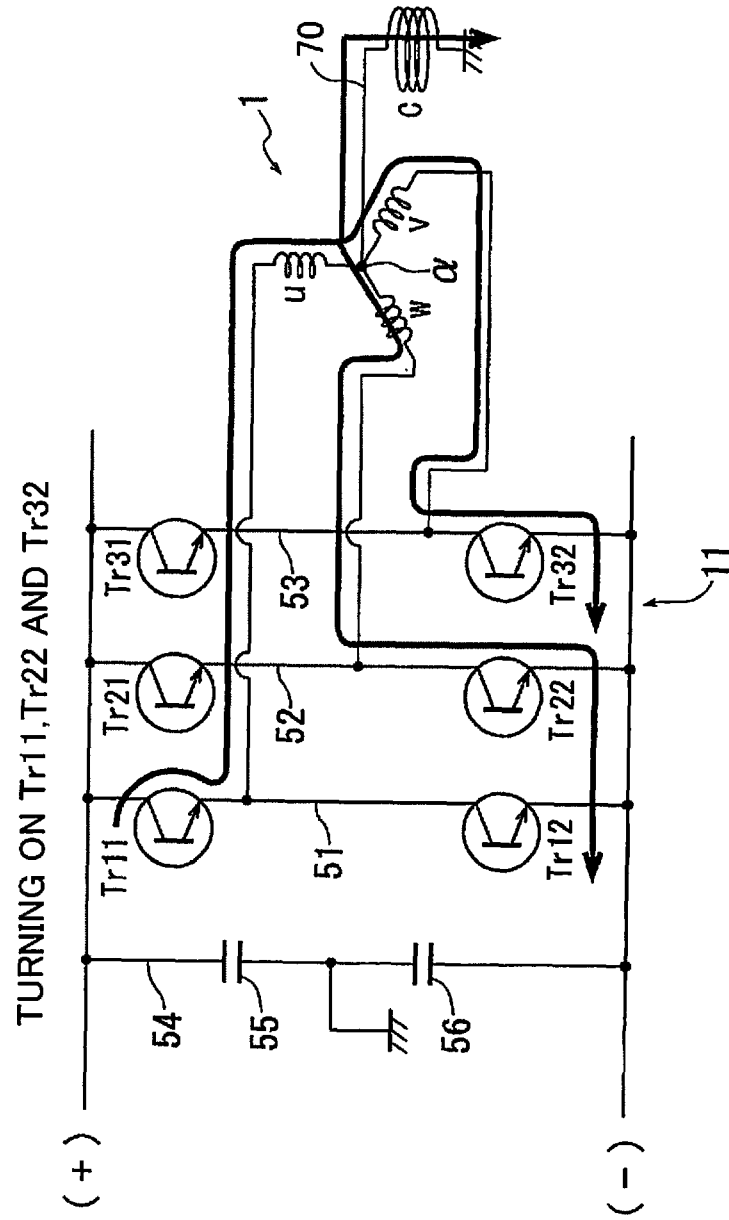 TURNING ON Tr11,Tr22 AND Tr32
(+)
54
55
56
Tr11
51
Tr12
Tr21
52
Tr22
Tr31
53
Tr32
11
u
w
v
α
1
70
c
(-)